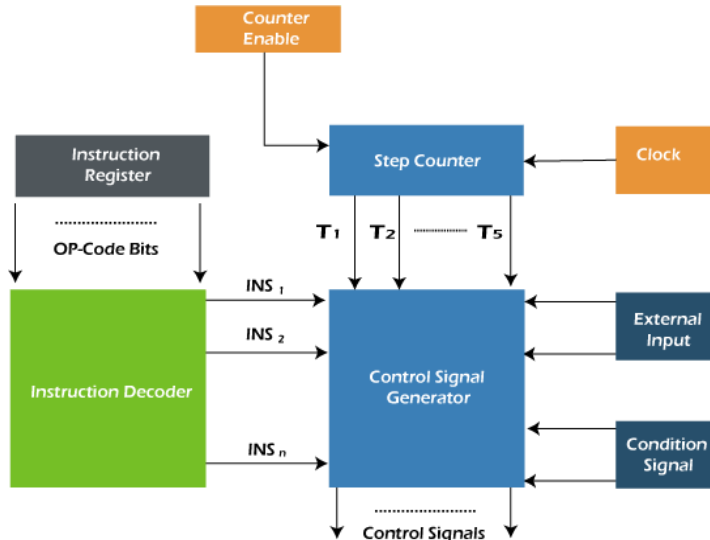 Counter
Enable
Instruction
Register
Step Counter
Clock
OP-Code Bits
T1
T2
T5
INS 1
INS 2
INS n
Instruction Decoder
Control Signal
Generator
External
Input
Condition
Signal
Control Signals